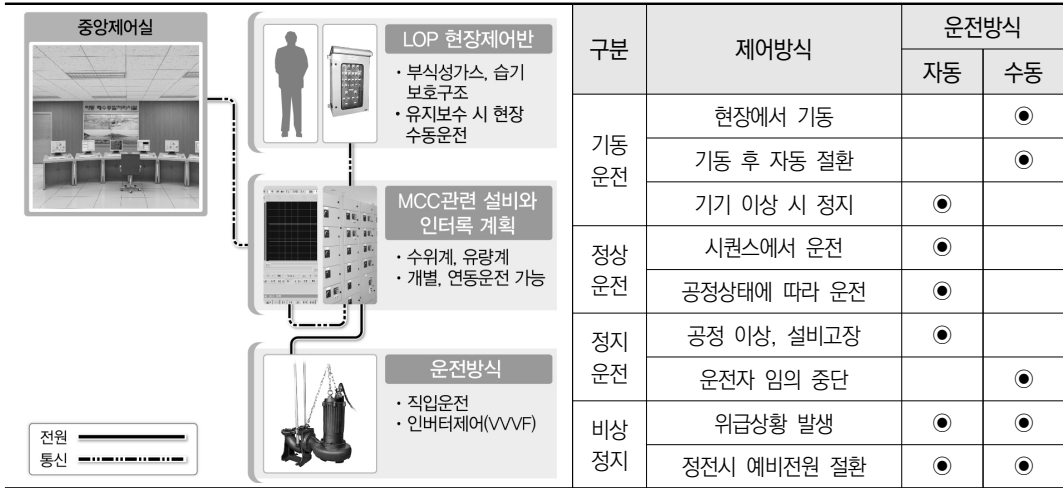 중앙제어실
LOP 현장제어반
· 부식성가스, 습기
보호구조
· 유지보수 시 현장
수동운전
MCC관련 설비와
인터록 계획
· 수위계, 유량계
· 개별, 연동운전 가능
운전방식
· 직입운전
· 인버터제어(VVVF)
전원
통신
구분 제어방식 운전방식
자동 수동
기동
운전
현장에서 기동 ◉
기동 후 자동 절환 ◉
기기 이상 시 정지 ◉
정상
운전
시퀀스에서 운전 ◉
공정상태에 따라 운전 ◉
정지
운전
공정 이상, 설비고장 ◉
운전자 임의 중단 ◉
비상
정지
위급상황 발생 ◉ ◉
정전시 예비전원 절환 ◉ ◉